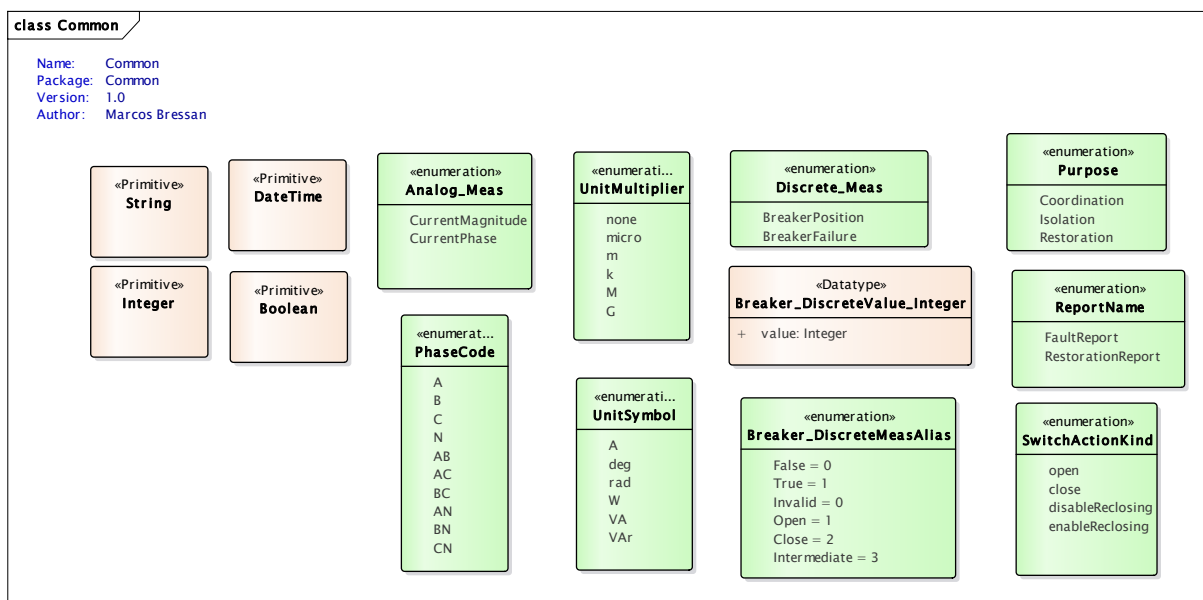 class Common
Name: Common
Package: Common
Version: 1.0
Author: Marcos Bressan
«Primitive»
String
«Primitive»
DateTime
«Primitive»
Integer
«Primitive»
Boolean
«enumeration»
Analog_Meas
CurrentMagnitude
CurrentPhase
«enumerat...
PhaseCode
A
B
C
N
AB
AC
BC
AN
BN
CN
«enumerati...
UnitMultiplier
none
micro
m
k
M
G
«enumerati...
UnitSymbol
A
deg
rad
W
VA
VAr
«enumeration»
Discrete_Meas
BreakerPosition
BreakerFailure
«Datatype»
Breaker_DiscreteValue_Integer
+ value: Integer
«enumeration»
Breaker_DiscreteMeasAlias
False = 0
True = 1
Invalid = 0
Open = 1
Close = 2
Intermediate = 3
«enumeration»
Purpose
Coordination
Isolation
Restoration
«enumeration»
ReportName
FaultReport
RestorationReport
«enumeration»
SwitchActionKind
open
close
disableReclosing
enableReclosing